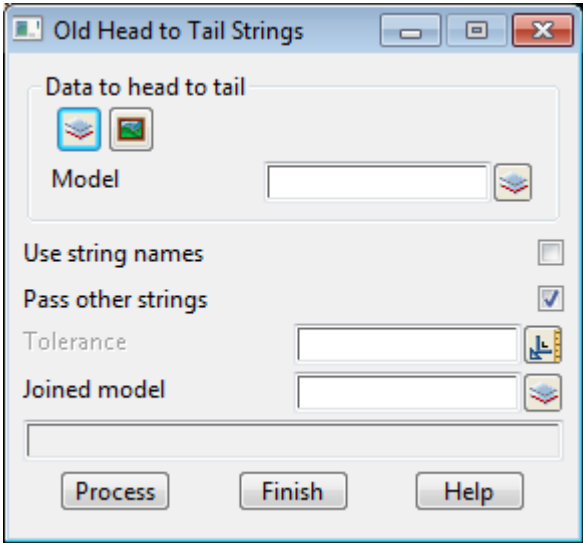 Old Head to Tail Strings
Data to head to tail
Model
Use string names
Pass other strings
Tolerance
Joined model
Process Finish Help